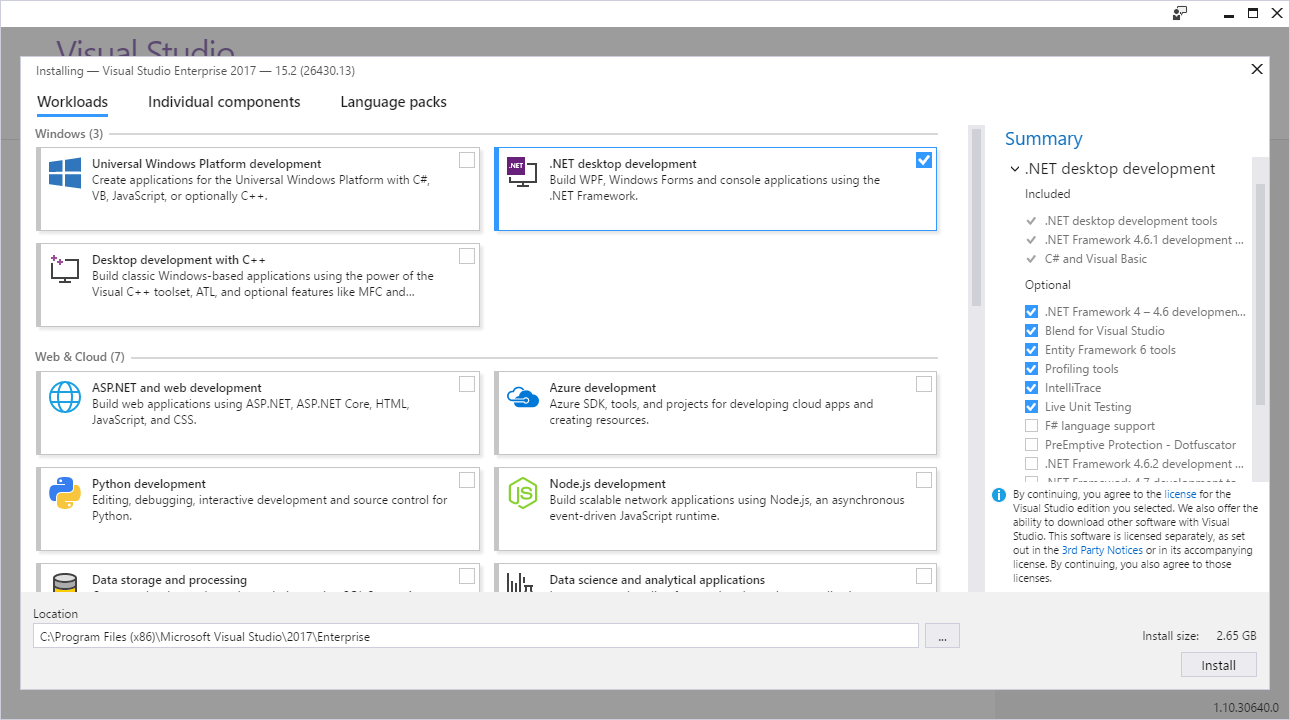 Visual Studio
Installing — Visual Studio Enterprise 2017 — 15.2 (26430.13)
Workloads
Individual components
Language packs
Windows (3)
Universal Windows Platform development
Create applications for the Universal Windows Platform with C#,
VB, JavaScript, or optionally C++.
.NET
.NET desktop development
Build WPF, Windows Forms and console applications using the
.NET Framework.
Desktop development with C++
Build classic Windows-based applications using the power of the
Visual C++ toolset, ATL, and optional features like MFC and...
Web & Cloud (7)
ASP.NET and web development
Build web applications using ASP.NET, ASP.NET Core, HTML,
JavaScript, and CSS.
Azure development
Azure SDK, tools, and projects for developing cloud apps and
creating resources.
Python development
Editing, debugging, interactive development and source control for
Python.
JS
Node.js development
Build scalable network applications using Node.js, an asynchronous
event-driven JavaScript runtime.
Data storage and processing
Data science and analytical applications
Summary
.NET desktop development
Included
.NET desktop development tools
.NET Framework 4.6.1 development ...
C# and Visual Basic
Optional
.NET Framework 4 – 4.6 developmen...
Blend for Visual Studio
Entity Framework 6 tools
Profiling tools
IntelliTrace
Live Unit Testing
F# language support
PreEmptive Protection - Dotfuscator
.NET Framework 4.6.2 development ...
.NET Framework 4.7 development to
By continuing, you agree to the license for the
Visual Studio edition you selected. We also offer the
ability to download other software with Visual
Studio. This software is licensed separately, as set
out in the 3rd Party Notices or in its accompanying
license. By continuing, you also agree to those
licenses.
Location
C:\Program Files (x86)\Microsoft Visual Studio\2017\Enterprise
...
Install size: 2.65 GB
Install
1.10.30640.0